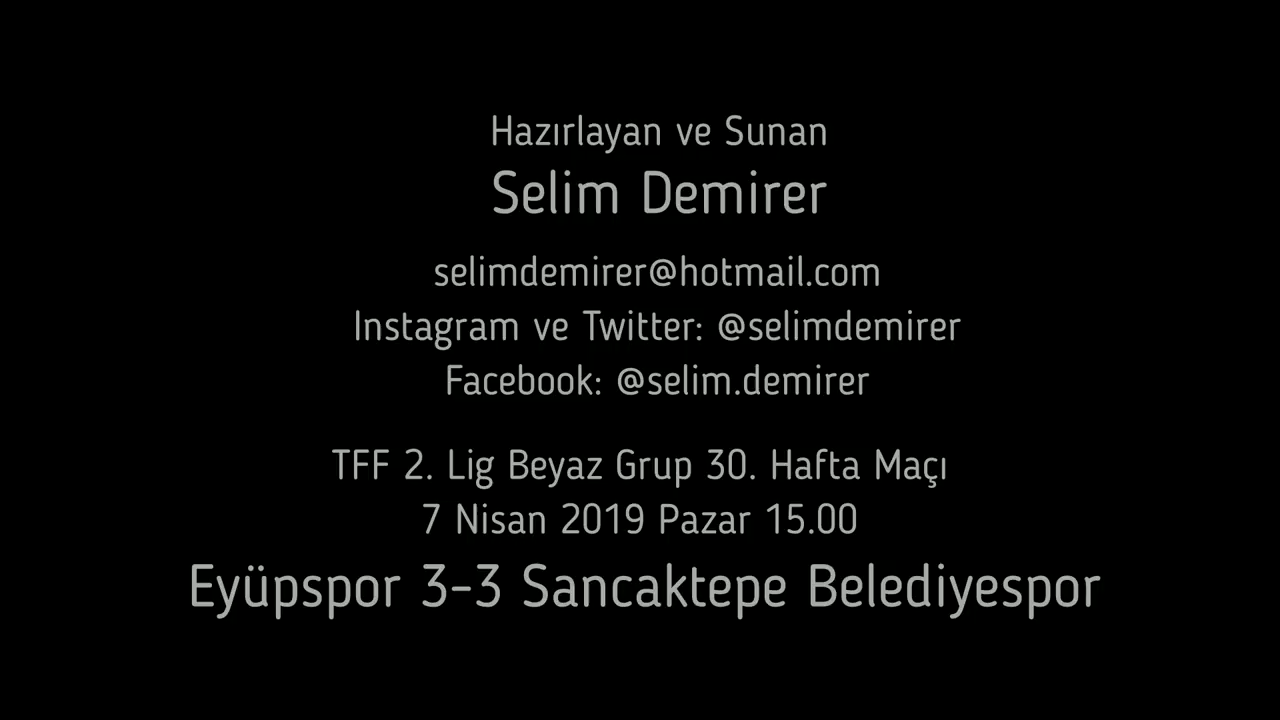 Hazırlayan ve Sunan
Selim Demirer
selimdemirer@hotmail.com
Instagram ve Twitter: @selimdemirer
Facebook: @selim.demirer
TFF 2. Lig Beyaz Grup 30. Hafta Maçı
7 Nisan 2019 Pazar 15.00
Eyüpspor 3-3 Sancaktepe Belediyespor